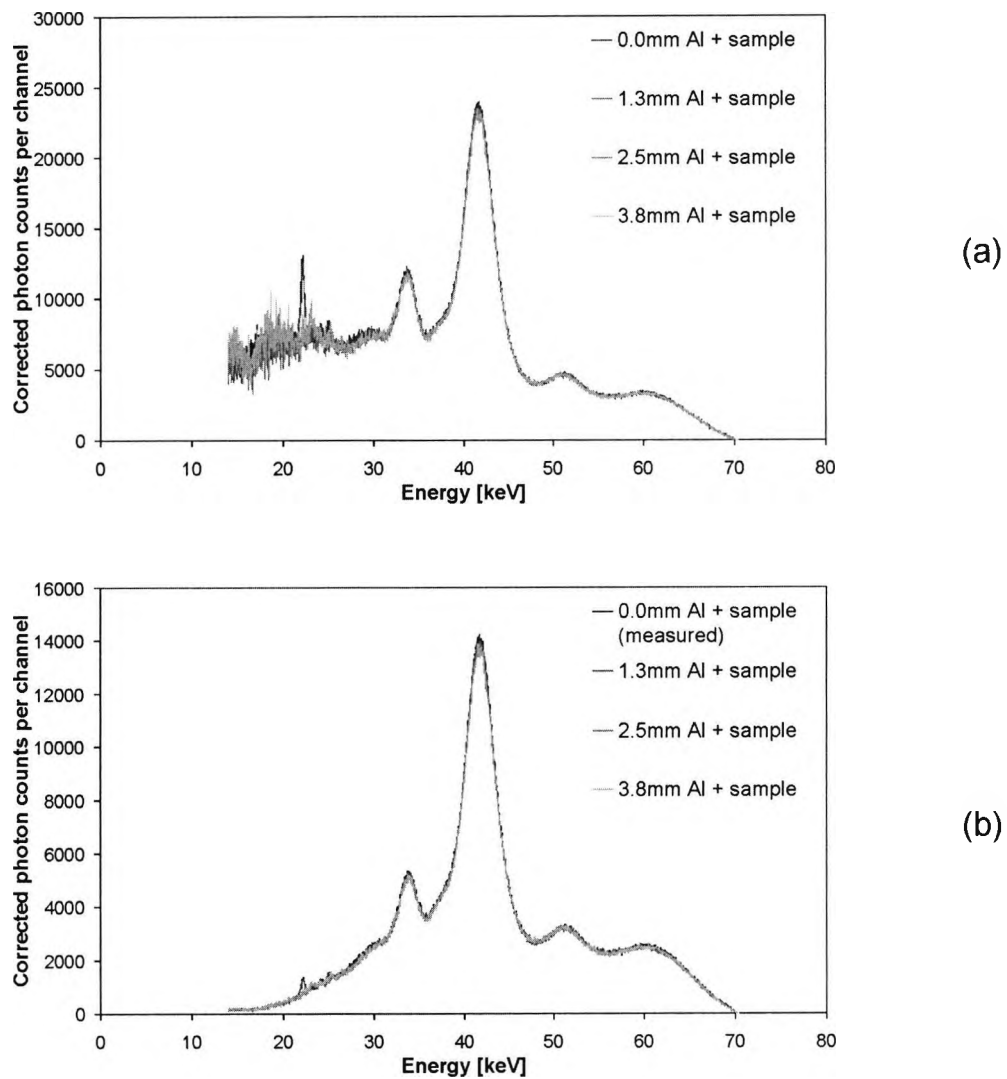 30000
25000
20000
15000
10000
5000
0
Corrected photon counts per channel
0 10 20 30 40 50 60 70 80
Energy [keV]
0.0mm Al + sample
1.3mm Al + sample
2.5mm Al + sample
3.8mm Al + sample
(a)
16000
14000
12000
10000
8000
6000
4000
2000
0
Corrected photon counts per channel
0 10 20 30 40 50 60 70 80
Energy [keV]
0.0mm Al + sample
(measured)
1.3mm Al + sample
2.5mm Al + sample
3.8mm Al + sample
(b)